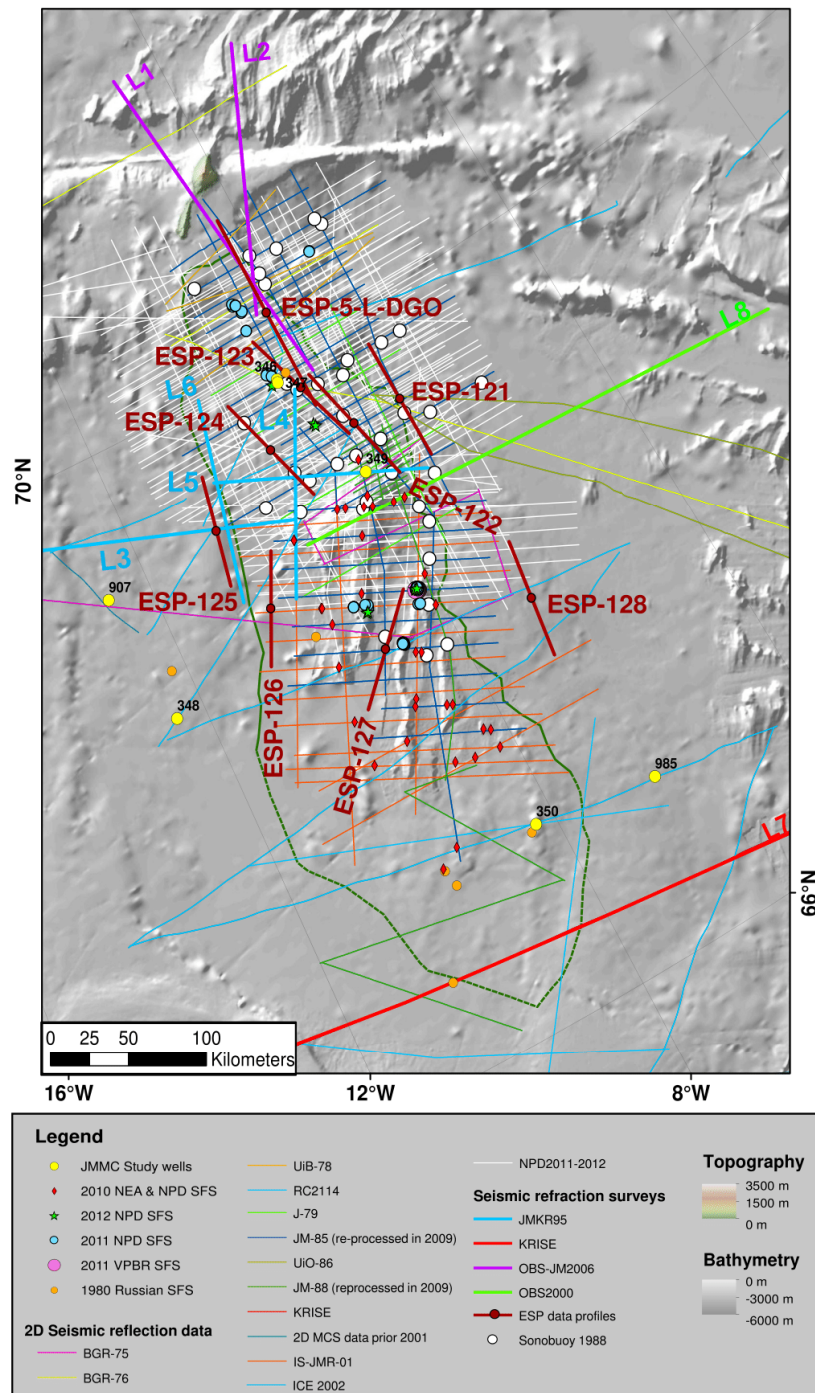 L1
L2
ESP-5-L-DGO
L8
ESP-123
346
347
ESP-121
L6
L4
ESP-124
349
L5
ESP-122
70°N
L3
907
ESP-125
ESP-128
348
ESP-126
ESP-127
985
350
L7
66°N
0 25 50 100
Kilometers
16°W 12°W 8°W
Legend
JMMC Study wells
2010 NEA & NPD SFS
2012 NPD SFS
2011 NPD SFS
2011 VPBR SFS
1980 Russian SFS
2D Seismic reflection data
BGR-75
BGR-76
UiB-78
RC2114
J-79
JM-85 (re-processed in 2009)
UiO-86
JM-88 (reprocessed in 2009)
KRISE
2D MCS data prior 2001
IS-JMR-01
ICE 2002
NPD2011-2012
Seismic refraction surveys
JMKR95
KRISE
OBS-JM2006
OBS2000
ESP data profiles
Sonobuoy 1988
Topography
3500 m
1500 m
0 m
Bathymetry
0 m
-3000 m
-6000 m